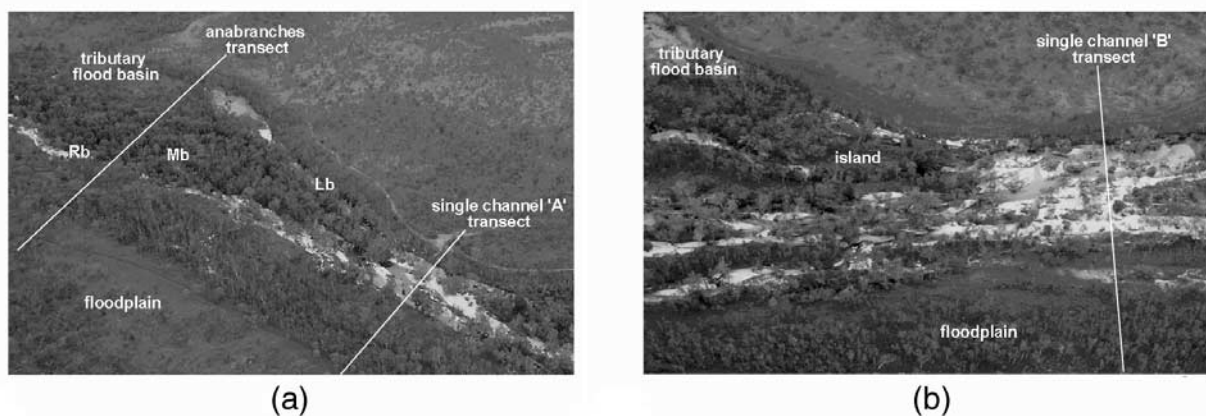 anabranches
transect
tributary
flood basin
Rb
Mb
Lb
single channel 'A'
transect
floodplain
(a)
tributary
flood basin
single channel 'B'
transect
island
floodplain
(b)